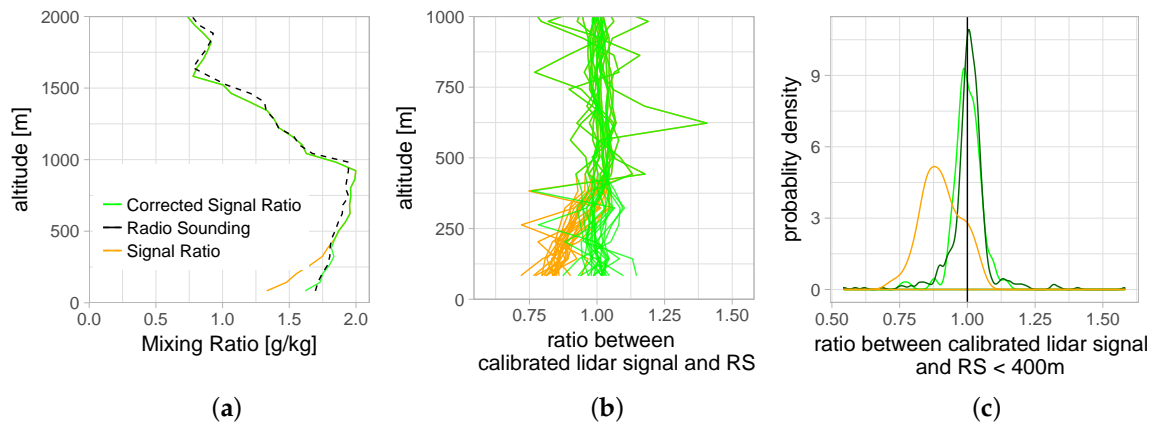 2000
1500
1000
500
0
altitude [m]
Corrected Signal Ratio
Radio Sounding
Signal Ratio
0.0
0.5
1.0
1.5
2.0
Mixing Ratio [g/kg]
(a)
1000
750
500
250
0
altitude [m]
0.75
1.00
1.25
1.50
ratio between
calibrated lidar signal and RS
(b)
9
6
3
0
probablity density
0.50
0.75
1.00
1.25
1.50
ratio between calibrated lidar signal
and RS < 400m
(c)